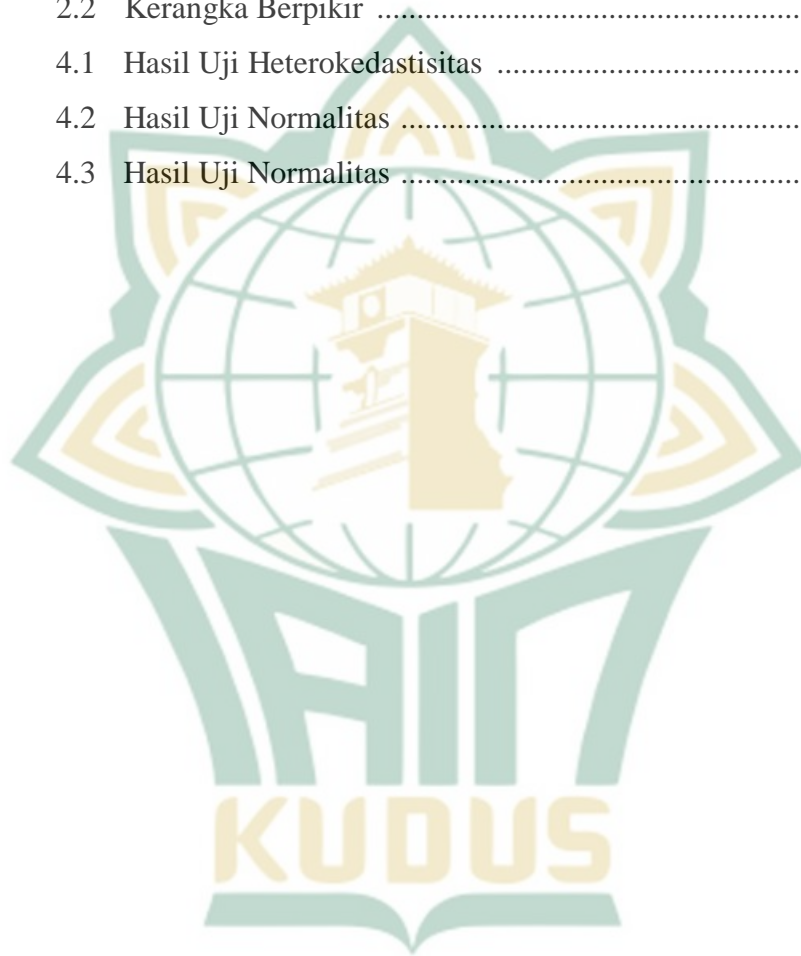 2.2 Kerangka Berpikir ......................................................
4.1 Hasil Uji Heterokedastisitas .......................................
4.2 Hasil Uji Normalitas ...................................................
4.3 Hasil Uji Normalitas ...................................................
IAIN
KUDUS